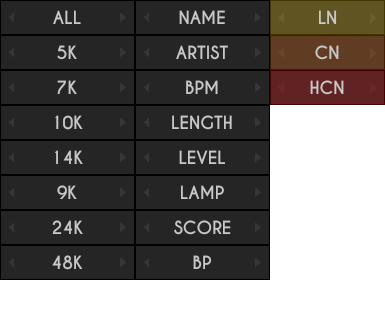 ALL NAME LN
5K ARTIST CN
7K BPM HCN
10K LENGTH
14K LEVEL
9K LAMP
24K SCORE
48K BP